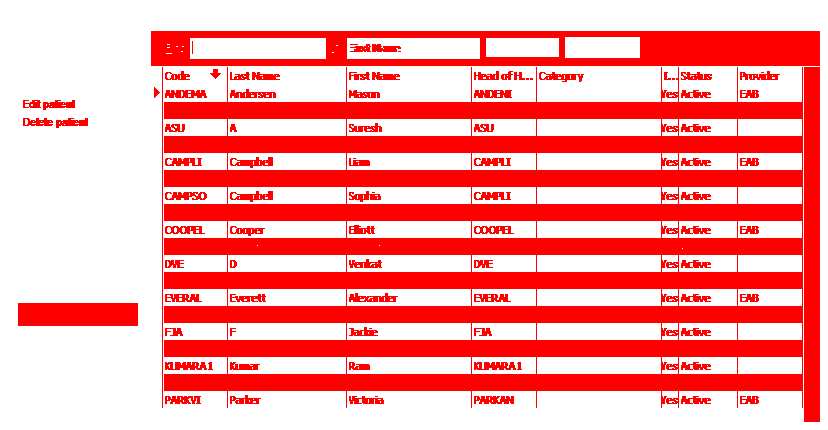 First Name
Code Last Name First Name Head of H... Category I... Status Provider
ANDEMA Andersen Mason ANDENI Yes Active EAB
Edit patient
Delete patient
ASU A Suresh ASU Yes Active
CAMPLI Campbell Liam CAMPLI Yes Active EAB
CAMPSO Campbell Sophia CAMPLI Yes Active
COOPEL Cooper Elliott COOPEL Yes Active EAB
DVE D Venkat DVE Yes Active
EVERAL Everett Alexander EVERAL Yes Active EAB
FJA F Jackie FJA Yes Active
KUMARA1 Kumar Ram KUMARA1 Yes Active
PARKVI Parker Victoria PARKAN Yes Active EAB